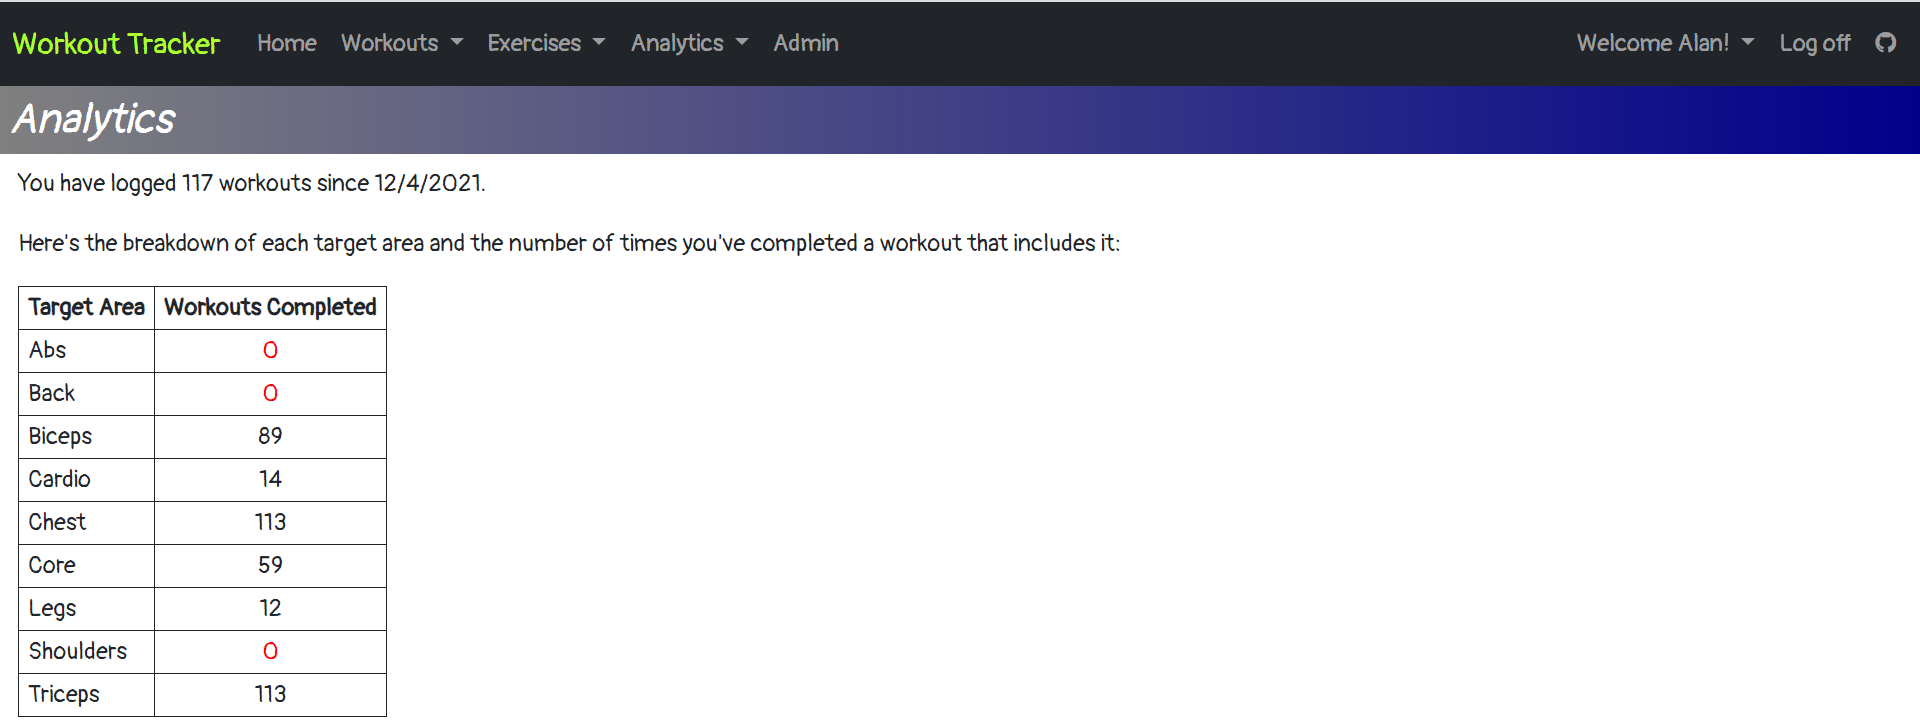 Workout Tracker Home Workouts Exercises Analytics Admin Welcome Alan! Log off
Analytics
You have logged 117 workouts since 12/4/2021.
Here's the breakdown of each target area and the number of times you've completed a workout that includes it:
Target Area Workouts Completed
Abs 0
Back 0
Biceps 89
Cardio 14
Chest 113
Core 59
Legs 12
Shoulders 0
Triceps 113